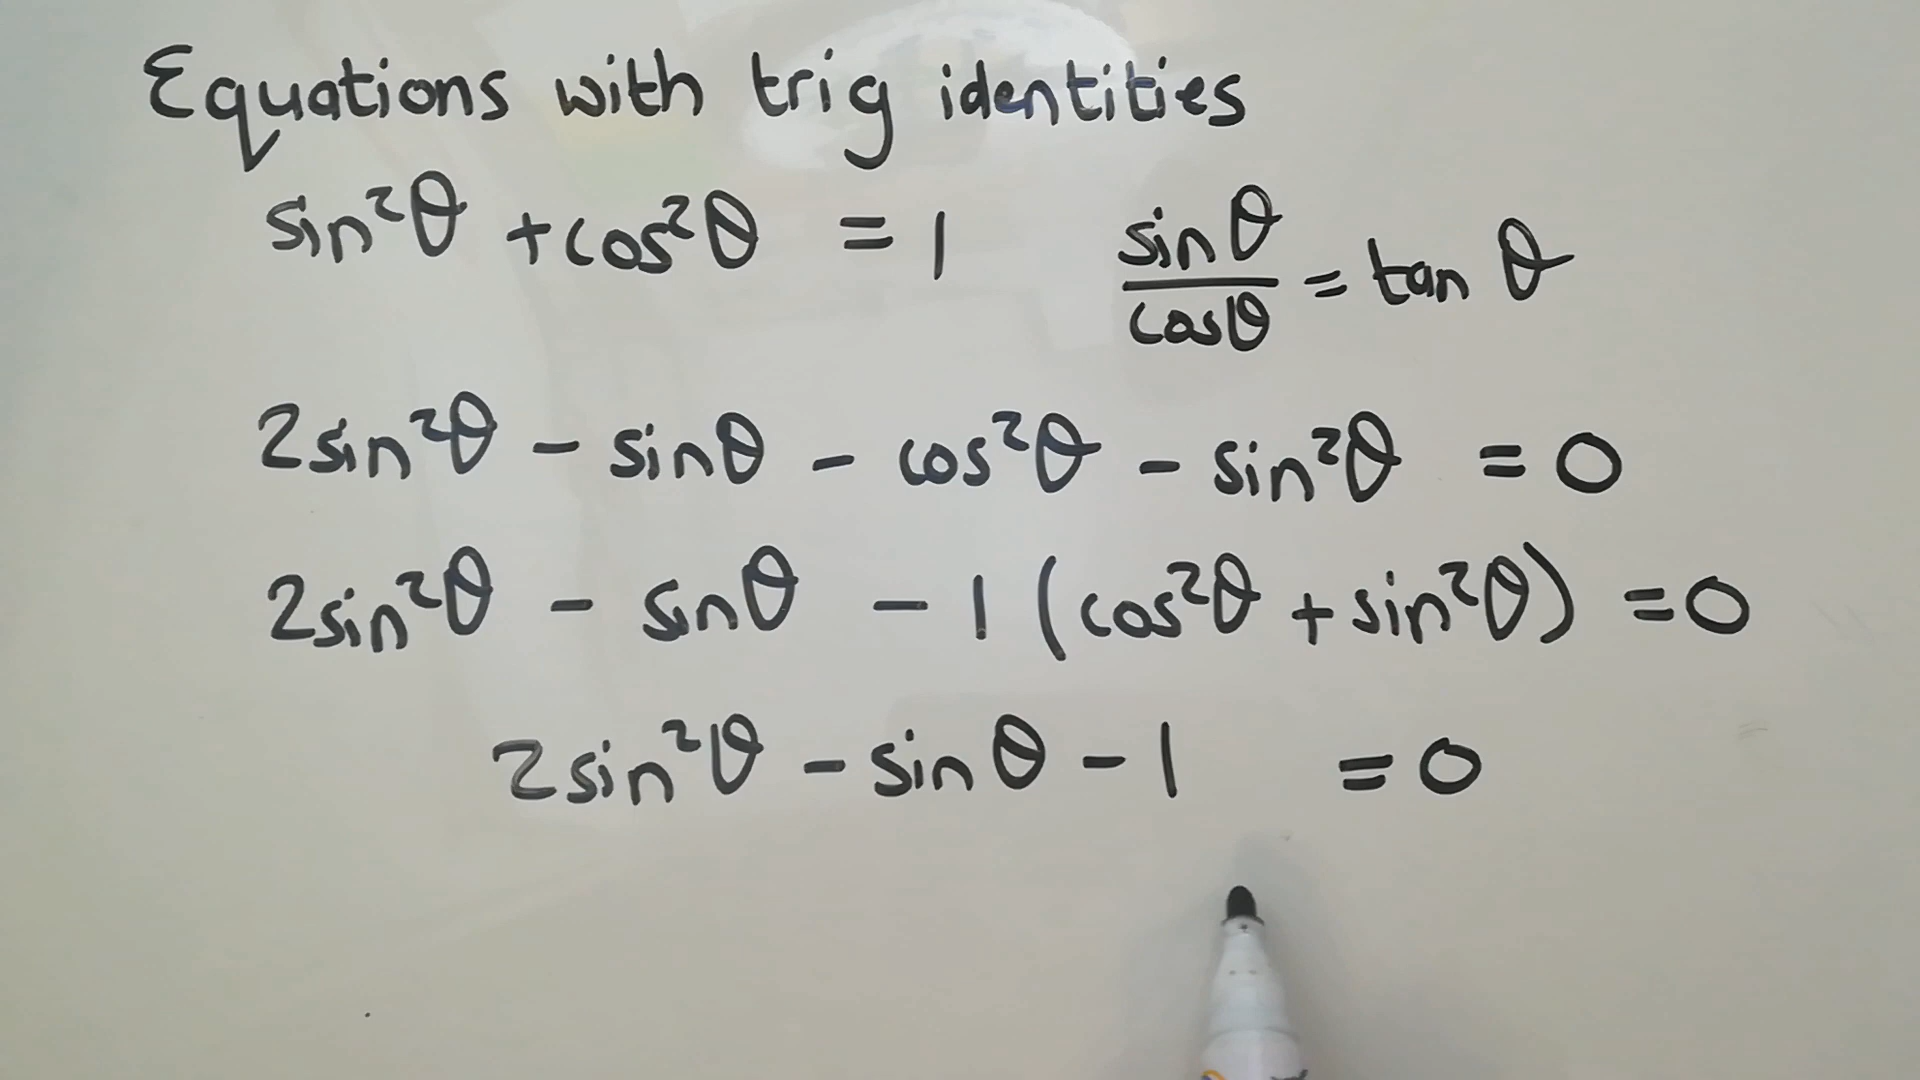 Equations with trig identities
sin²θ + cos²θ = 1 sinθ/cosθ = tan θ
2sin²θ - sinθ - cos²θ - sin²θ = 0
2sin²θ - sinθ - 1 (cos²θ + sin²θ) = 0
2sin²θ - sinθ - 1 = 0